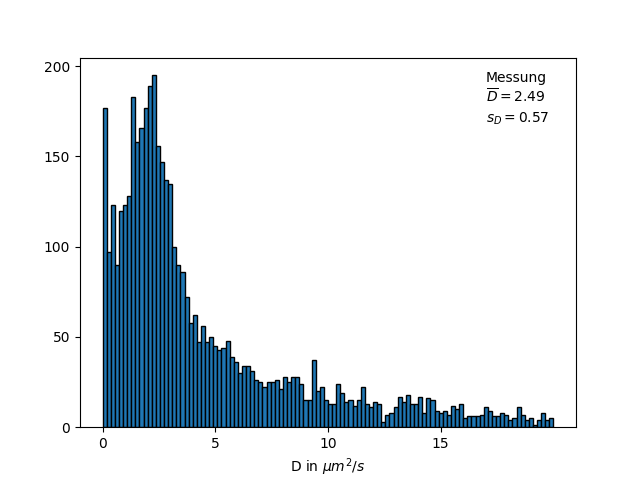 200
150
100
50
0
0 5 10 15
D in μm²/s
Messung
D̅ = 2.49
s_D = 0.57